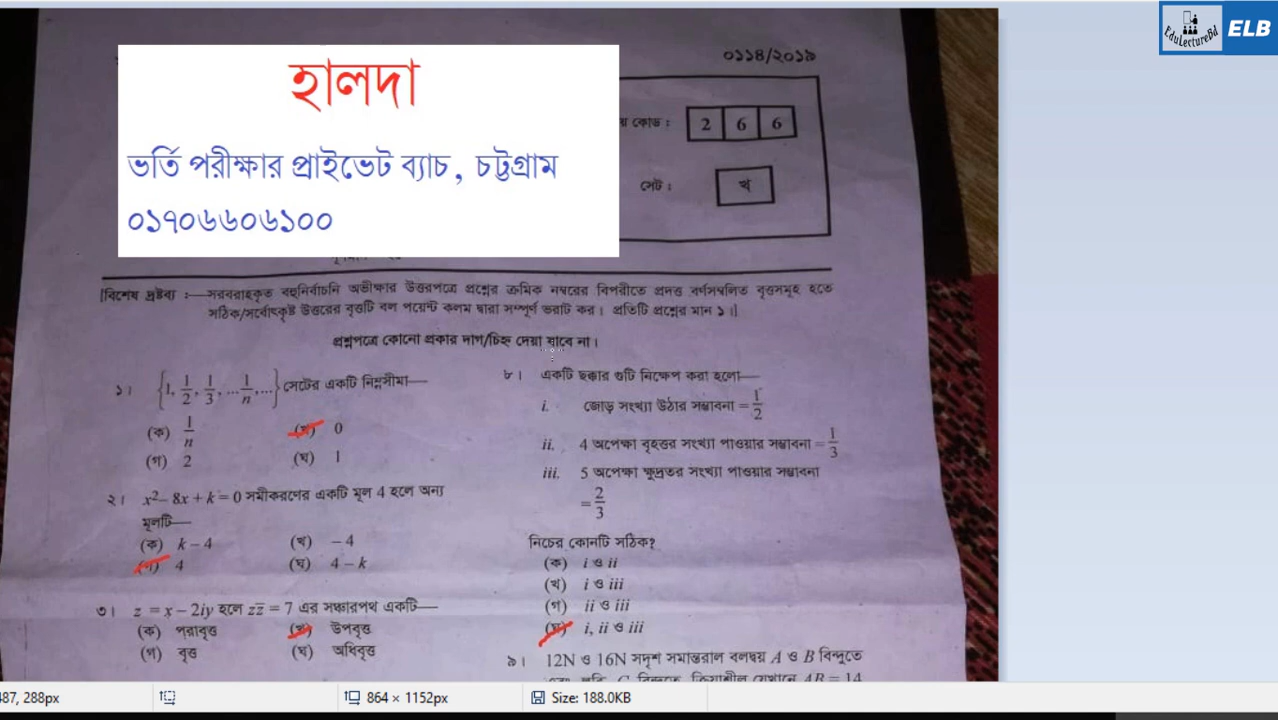 EduLectureBd ELB
হালদা
ভর্তি পরীক্ষার প্রাইভেট ব্যাচ, চট্টগ্রাম
০১৭০৬৬০৬১০০
০১১৪/২০১৯
কোড : 2 6 6
সেট : খ
[বিশেষ দ্রষ্টব্য :—সরবরাহকৃত বহুনির্বাচনি অভীক্ষার উত্তরপত্রে প্রশ্নের ক্রমিক নম্বরের বিপরীতে প্রদত্ত বর্ণসম্বলিত বৃত্তসমূহ হতে
সঠিক/সর্বোৎকৃষ্ট উত্তরের বৃত্তটি বল পয়েন্ট কলম দ্বারা সম্পূর্ণ ভরাট কর। প্রতিটি প্রশ্নের মান ১।]
প্রশ্নপত্রে কোনো প্রকার দাগ/চিহ্ন দেয়া যাবে না।
১। {1, 1/2, 1/3, ... 1/n, ...} সেটের একটি নিম্নসীমা—
(ক) 1/n (খ) 0
(গ) 2 (ঘ) 1
২। x² – 8x + k = 0 সমীকরণের একটি মূল 4 হলে অন্য
মূলটি—
(ক) k – 4 (খ) – 4
(গ) 4 (ঘ) 4 – k
৩। z = x – 2iy হলে zz̅ = 7 এর সঞ্চারপথ একটি—
(ক) পরাবৃত্ত (খ) উপবৃত্ত
(গ) বৃত্ত (ঘ) অধিবৃত্ত
৮। একটি ছক্কার গুটি নিক্ষেপ করা হলো—
i. জোড় সংখ্যা উঠার সম্ভাবনা = 1/2
ii. 4 অপেক্ষা বৃহত্তর সংখ্যা পাওয়ার সম্ভাবনা = 1/3
iii. 5 অপেক্ষা ক্ষুদ্রতর সংখ্যা পাওয়ার সম্ভাবনা
= 2/3
নিচের কোনটি সঠিক?
(ক) i ও ii
(খ) i ও iii
(গ) ii ও iii
(ঘ) i, ii ও iii
৯। 12N ও 16N সদৃশ সমান্তরাল বলদ্বয় A ও B বিন্দুতে
C বিন্দুতে ক্রিয়াশীল যেখানে AB = 14
487, 288px 864 × 1152px Size: 188.0KB